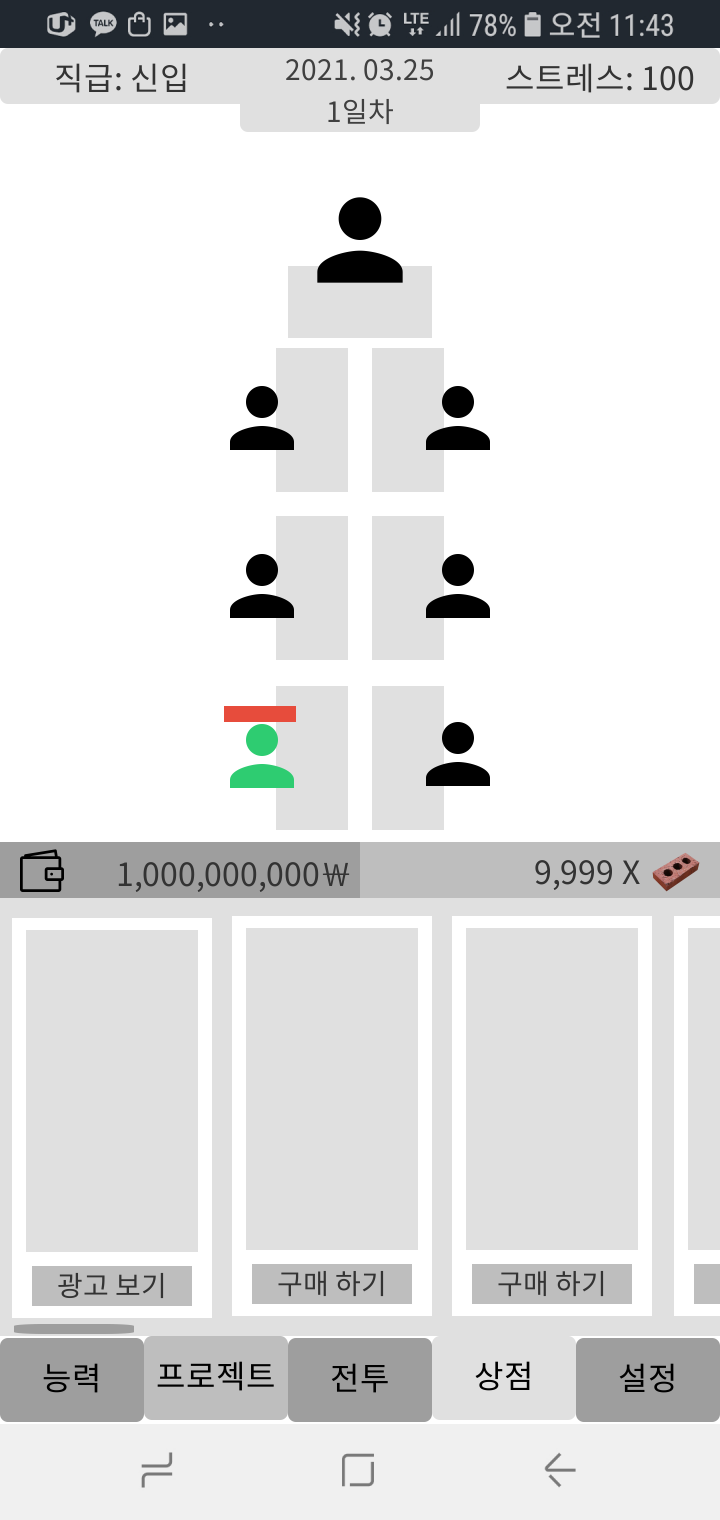 TALK LTE 78% 오전 11:43
직급: 신입
2021. 03.25
스트레스: 100
1일차
1,000,000,000₩
9,999 X
광고 보기
구매 하기
구매 하기
능력
프로젝트
전투
상점
설정